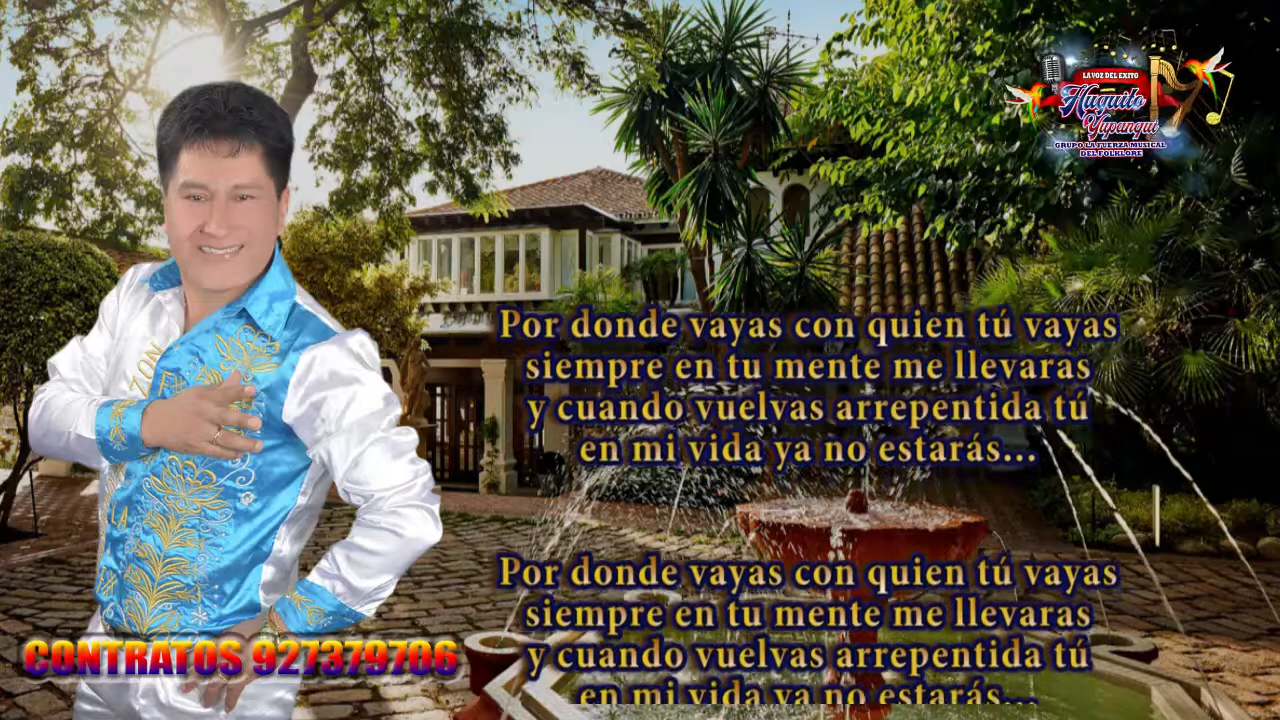 LA VOZ DEL EXITO
Huguito
Yupanqui
GRUPO LA FUERZA MUSICAL
DEL FOLKLORE
Por donde vayas con quien tú vayas
siempre en tu mente me llevaras
y cuando vuelvas arrepentida tú
en mi vida ya no estarás...
Por donde vayas con quien tú vayas
siempre en tu mente me llevaras
y cuando vuelvas arrepentida tú
en mi vida ya no estarás...
CONTRATOS 927379706